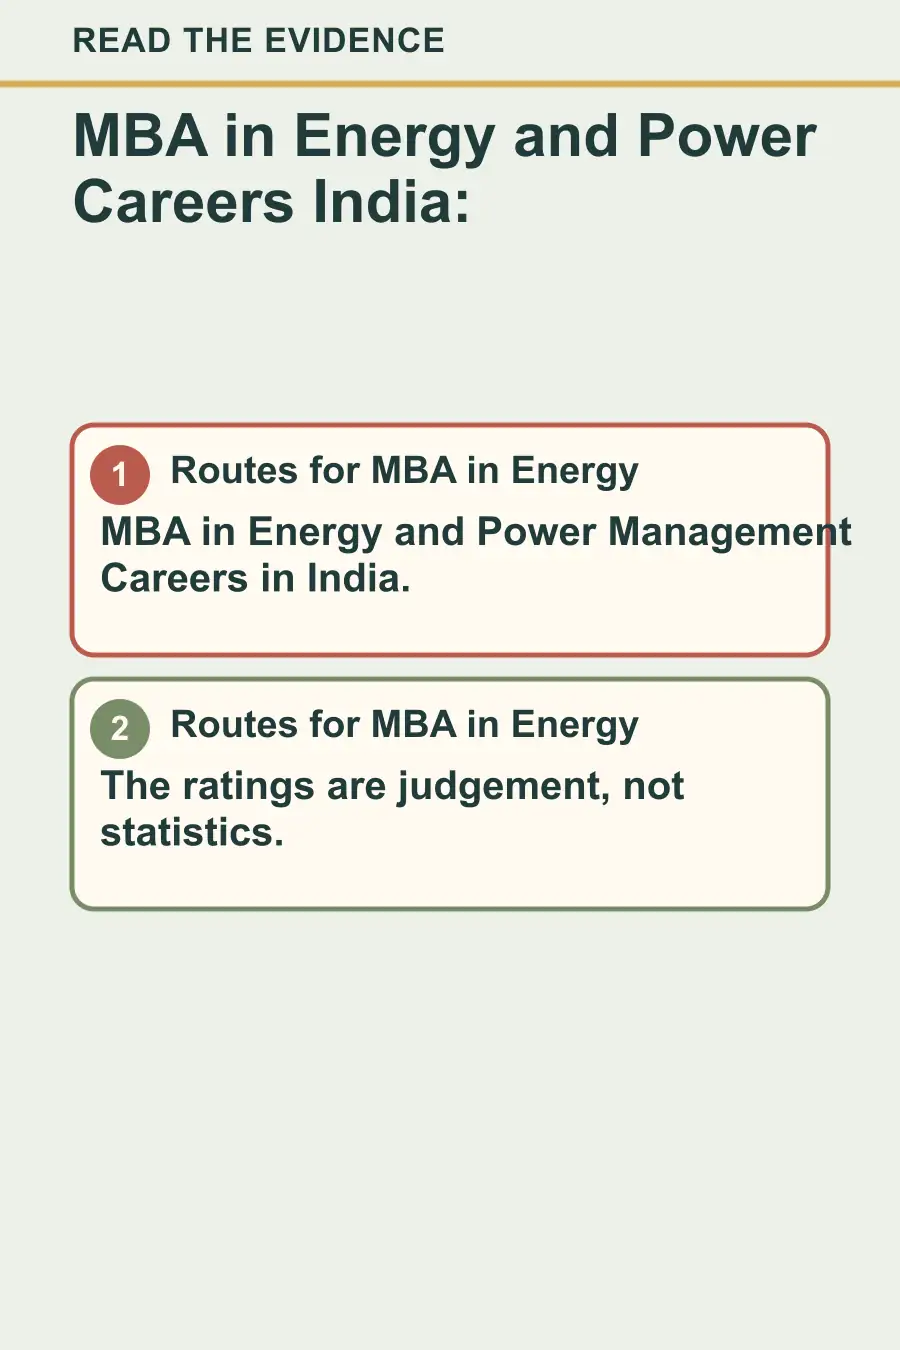 READ THE EVIDENCE
MBA in Energy and Power
Careers India:
1
Routes for MBA in Energy
MBA in Energy and Power Management
Careers in India.
2
Routes for MBA in Energy
The ratings are judgement, not
statistics.